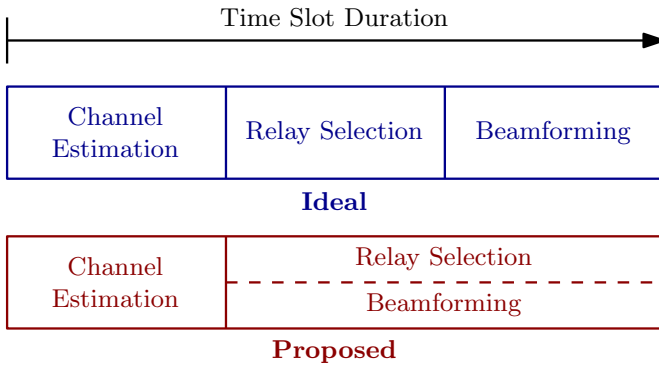 Time Slot Duration
Channel
Estimation
Relay Selection
Beamforming
Ideal
Channel
Estimation
Relay Selection
Beamforming
Proposed